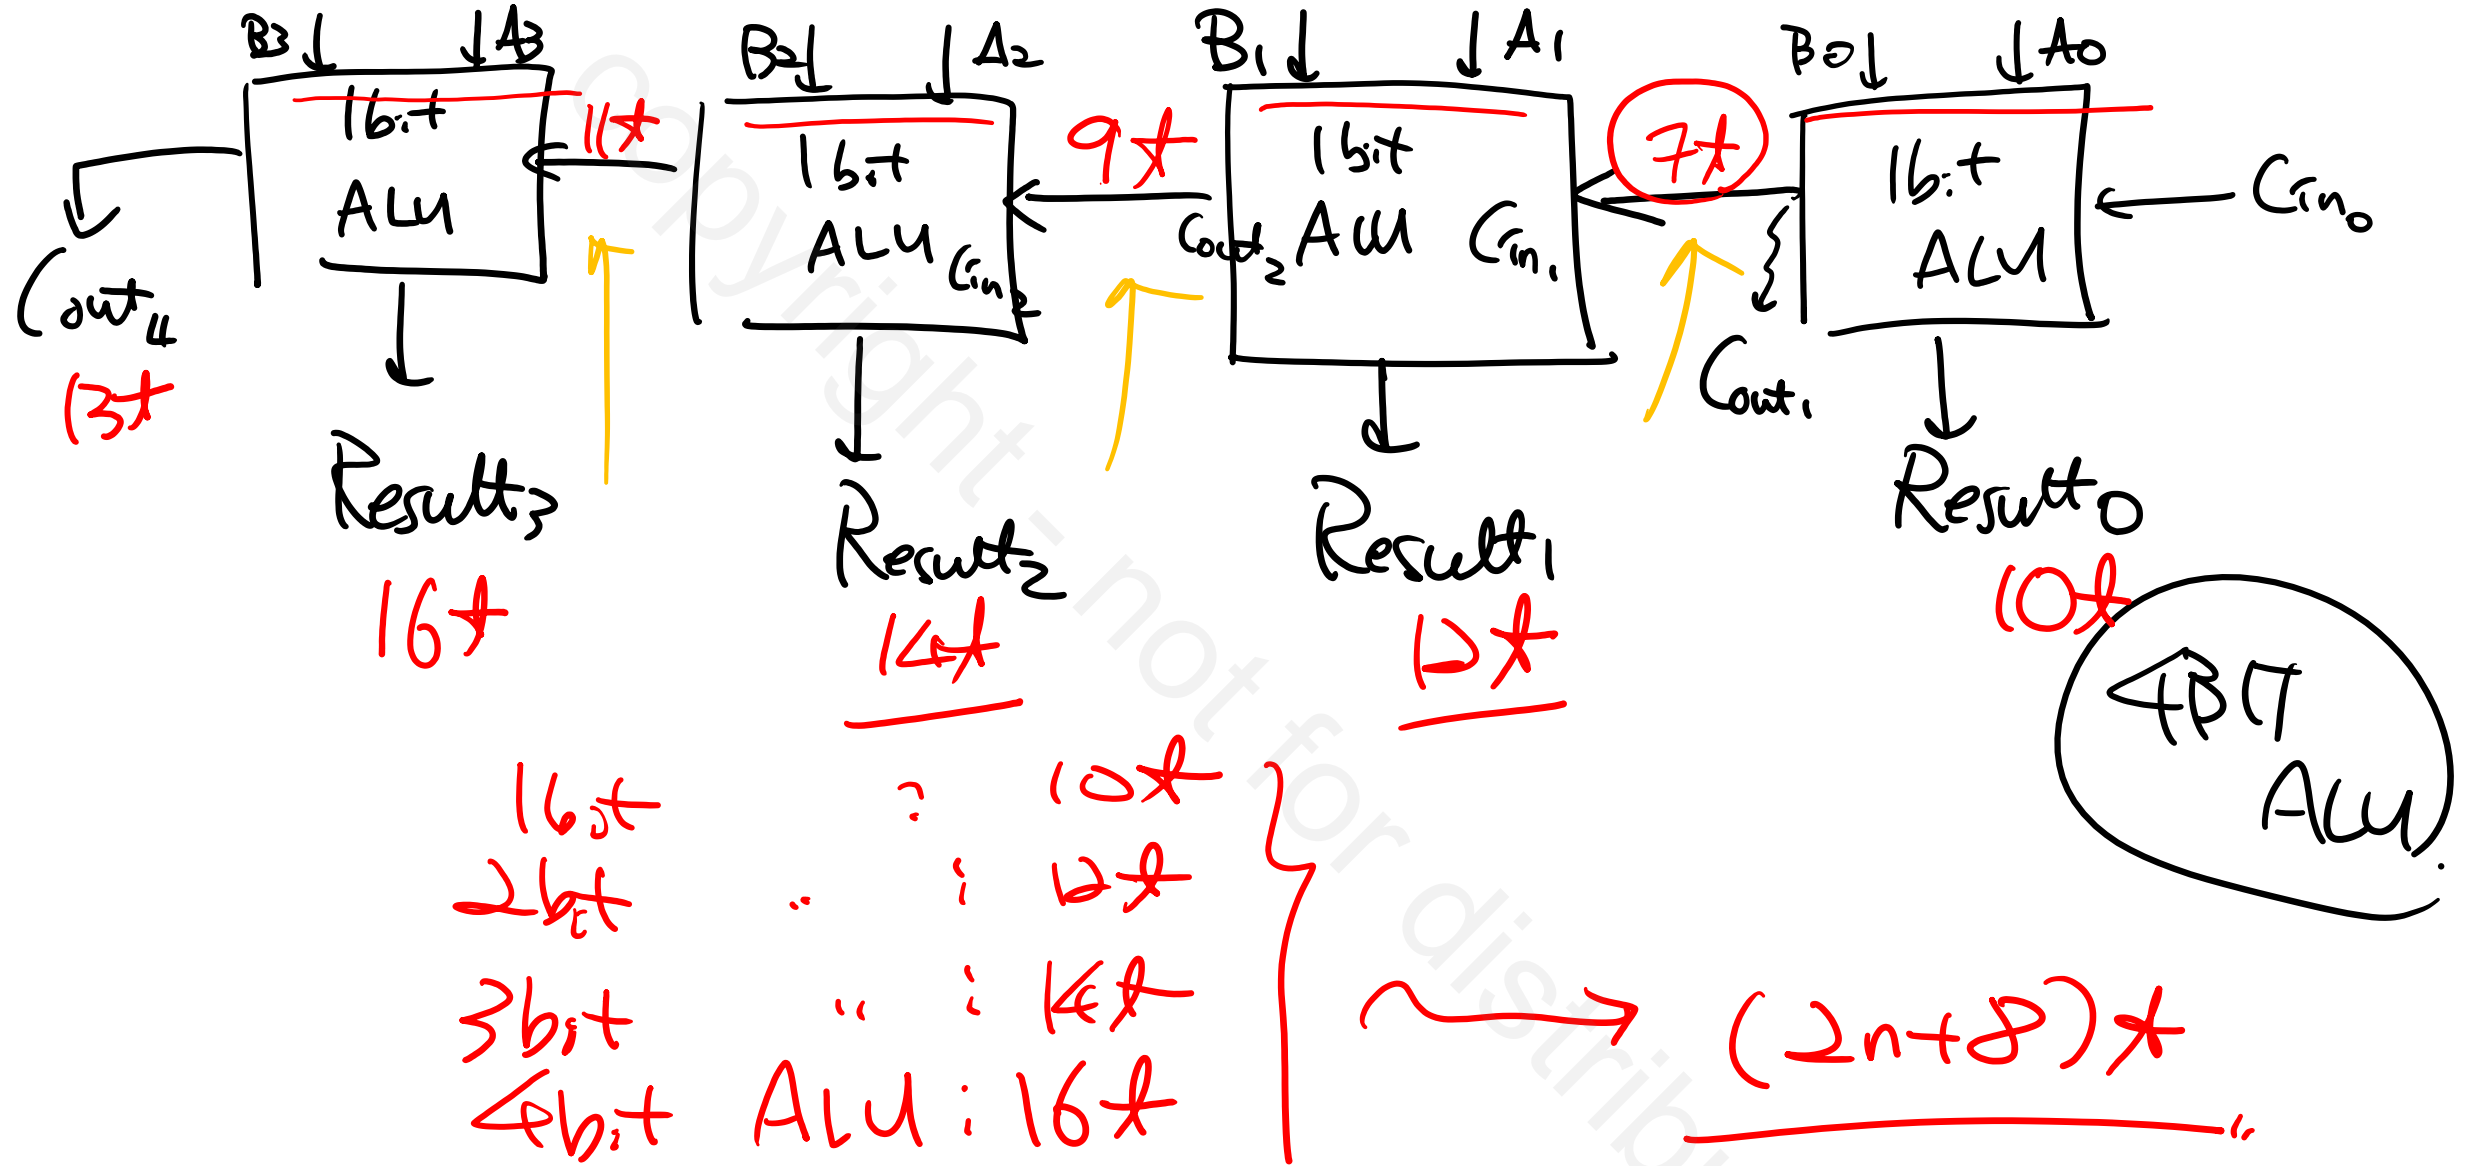 B3 A3 B2 A2 B1 A1 B0 A0
1bit ALU 11t 1bit ALU 9t 1bit ALU 7t 1bit ALU Cin0
Cin2 Cout2 Cin1
Cout4 Cout1
13t
Result3 Result2 Result1 Result0
16t 14t 12t 10t
4BIT
ALU.
1bit : 10t
2bit " : 12t
3bit " : 14t
4bit ALU : 16t
(2n+8)t
copyright - not for distrib